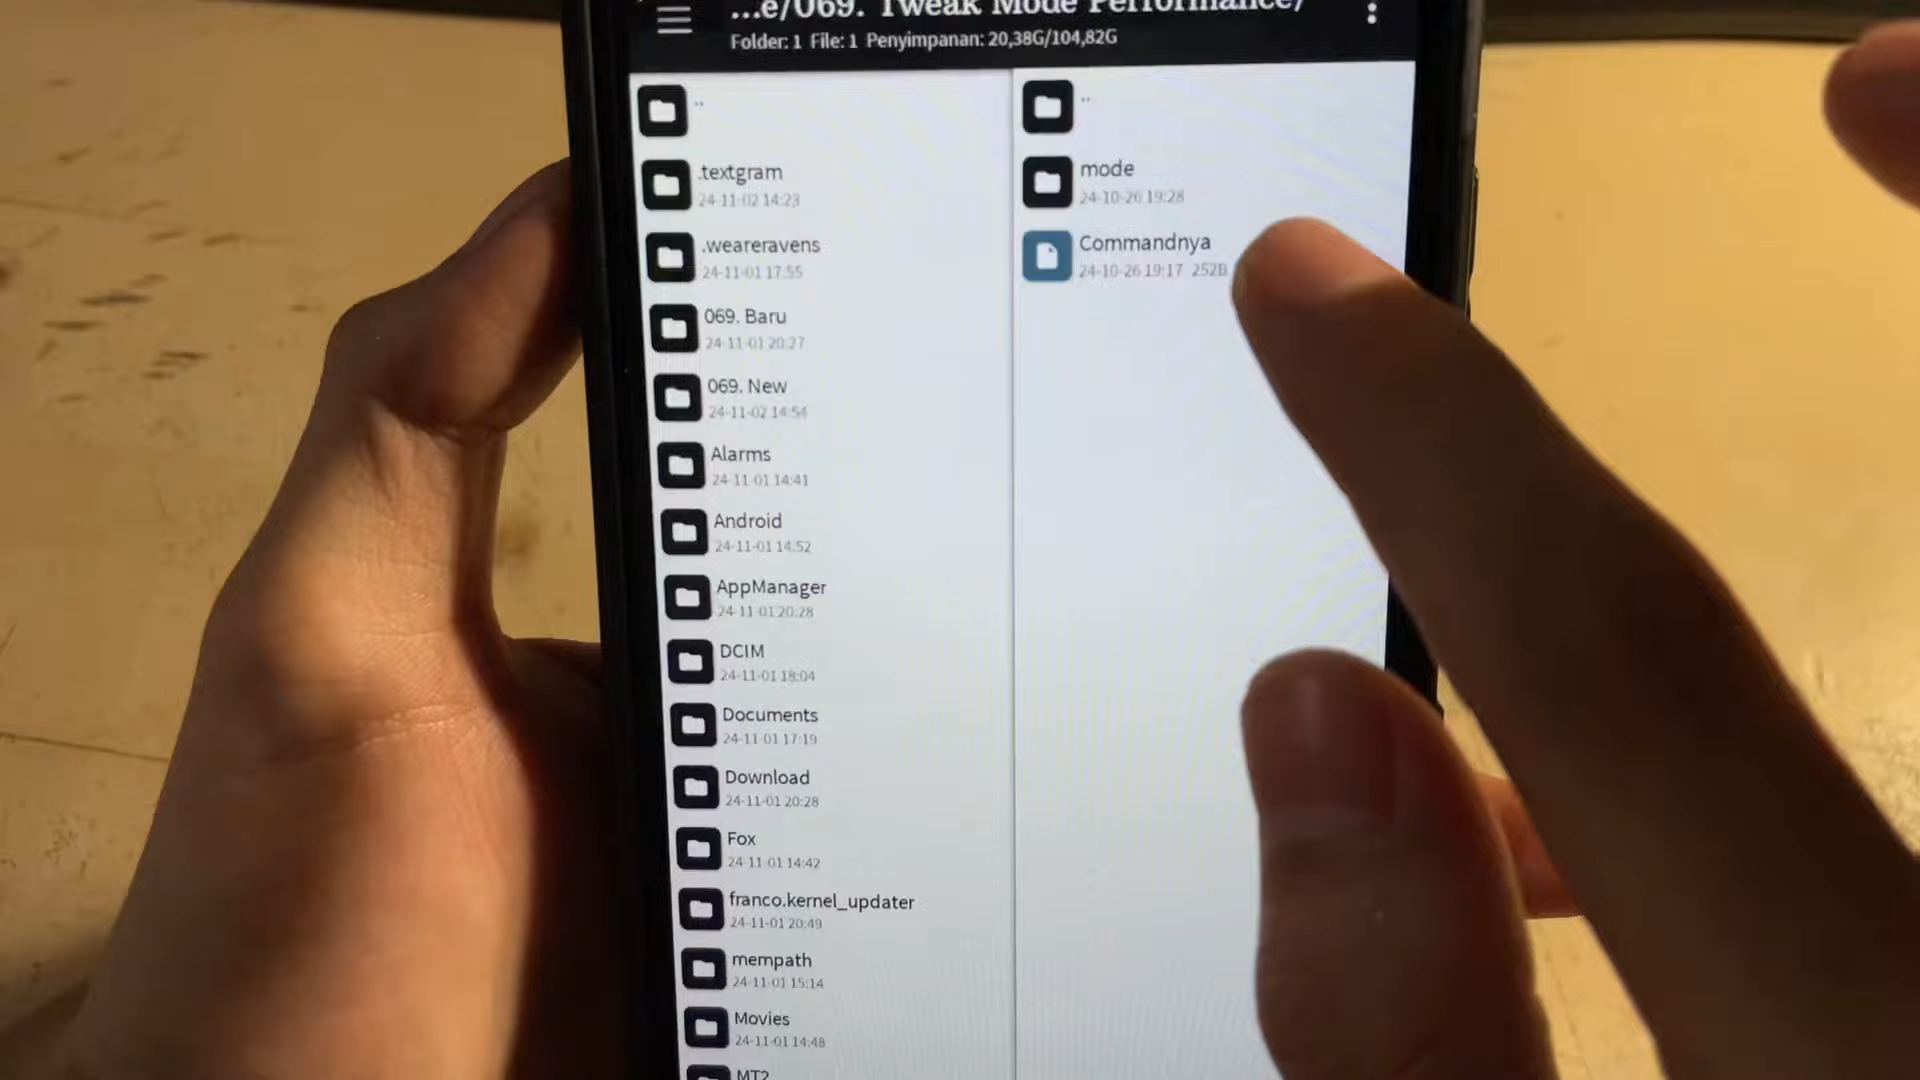 ...e/069. Tweak Mode Performance/
Folder: 1 File: 1 Penyimpanan: 20,38G/104,82G
..
.textgram
24-11-02 14:23
.weareravens
24-11-01 17:55
069. Baru
24-11-01 20:27
069. New
24-11-02 14:54
Alarms
24-11-01 14:41
Android
24-11-01 14:52
AppManager
24-11-01 20:28
DCIM
24-11-01 18:04
Documents
24-11-01 17:19
Download
24-11-01 20:28
Fox
24-11-01 14:42
franco.kernel_updater
24-11-01 20:49
mempath
24-11-01 15:14
Movies
24-11-01 14:48
MT2
..
mode
24-10-26 19:28
Commandnya
24-10-26 19:17 252B